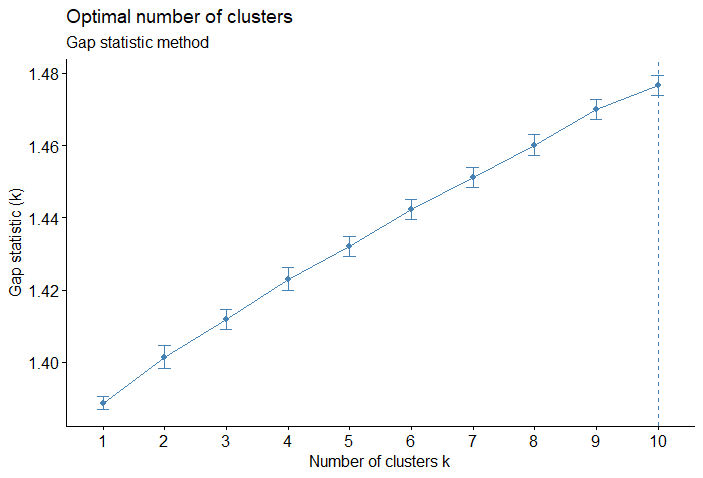 Optimal number of clusters
Gap statistic method
Gap statistic (k)
1.48
1.46
1.44
1.42
1.40
1 2 3 4 5 6 7 8 9 10
Number of clusters k